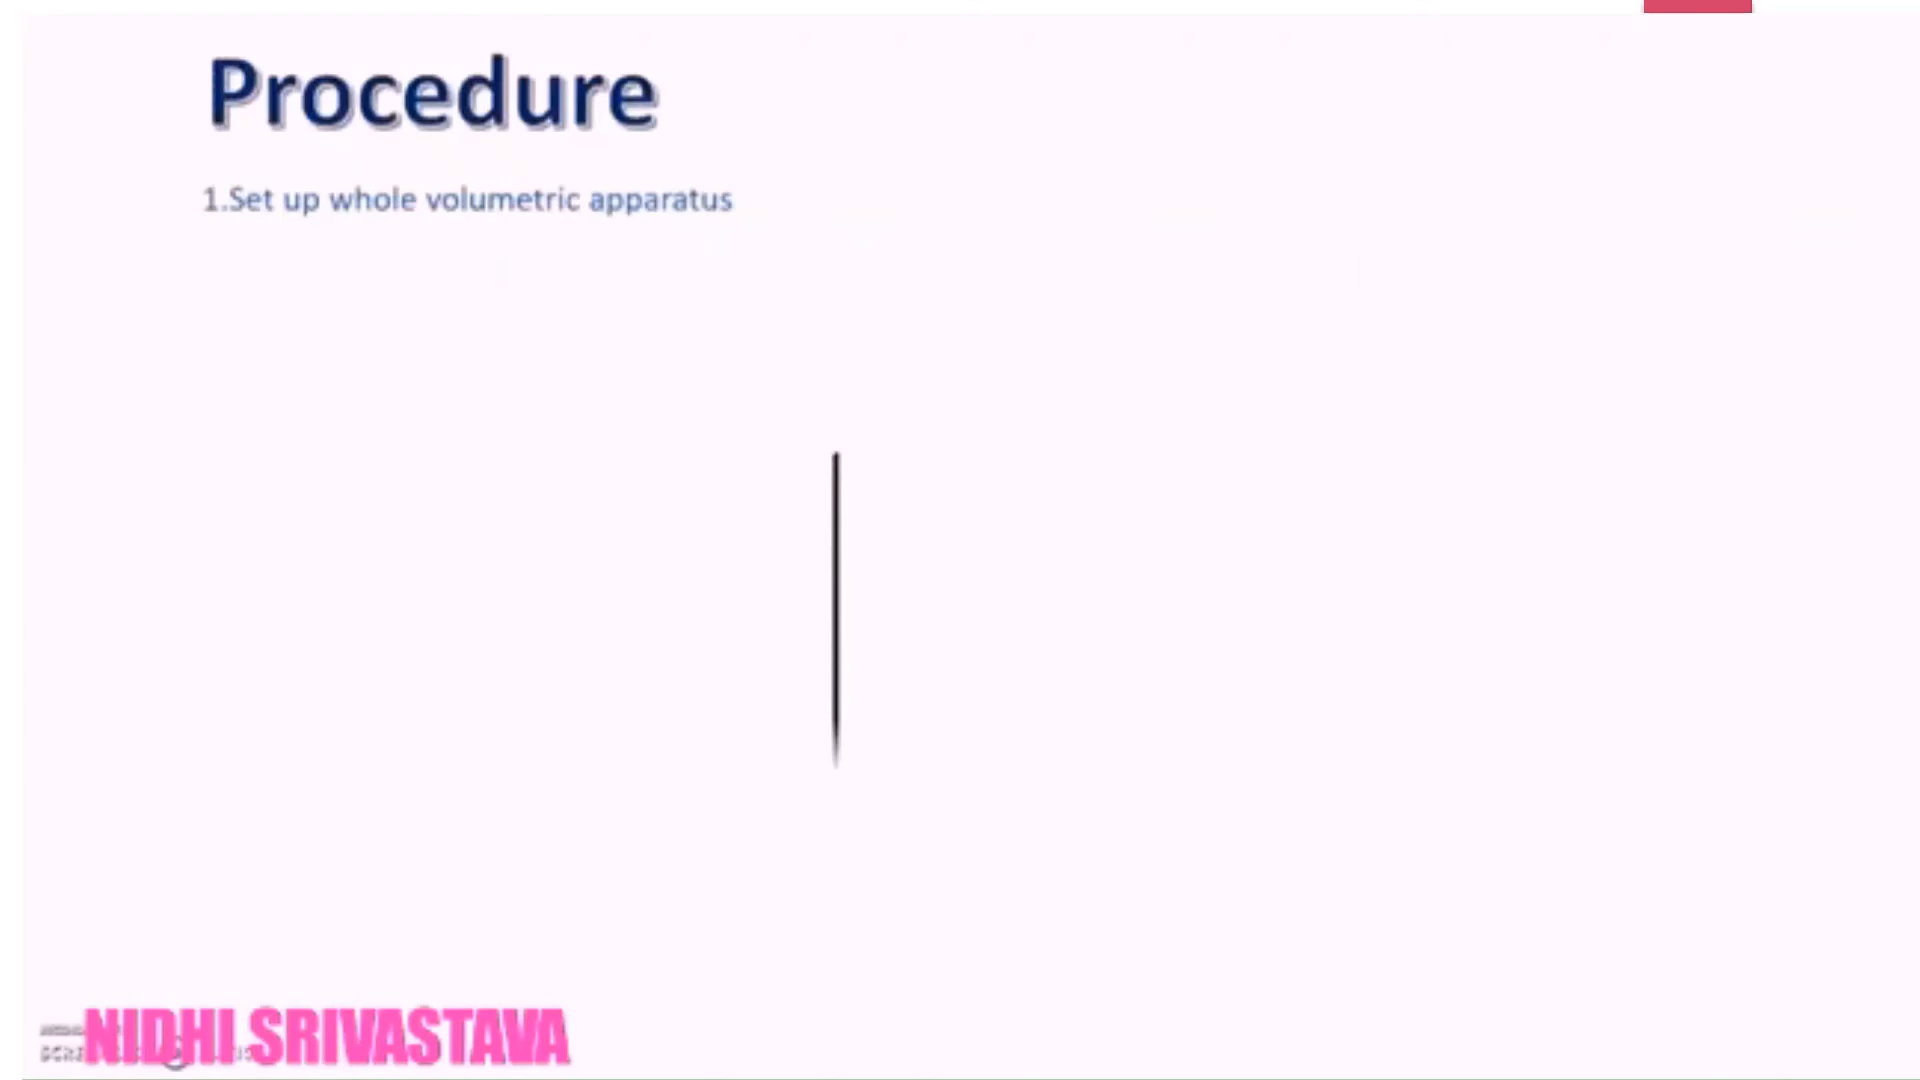 Procedure
1.Set up whole volumetric apparatus
NIDHI SRIVASTAVA